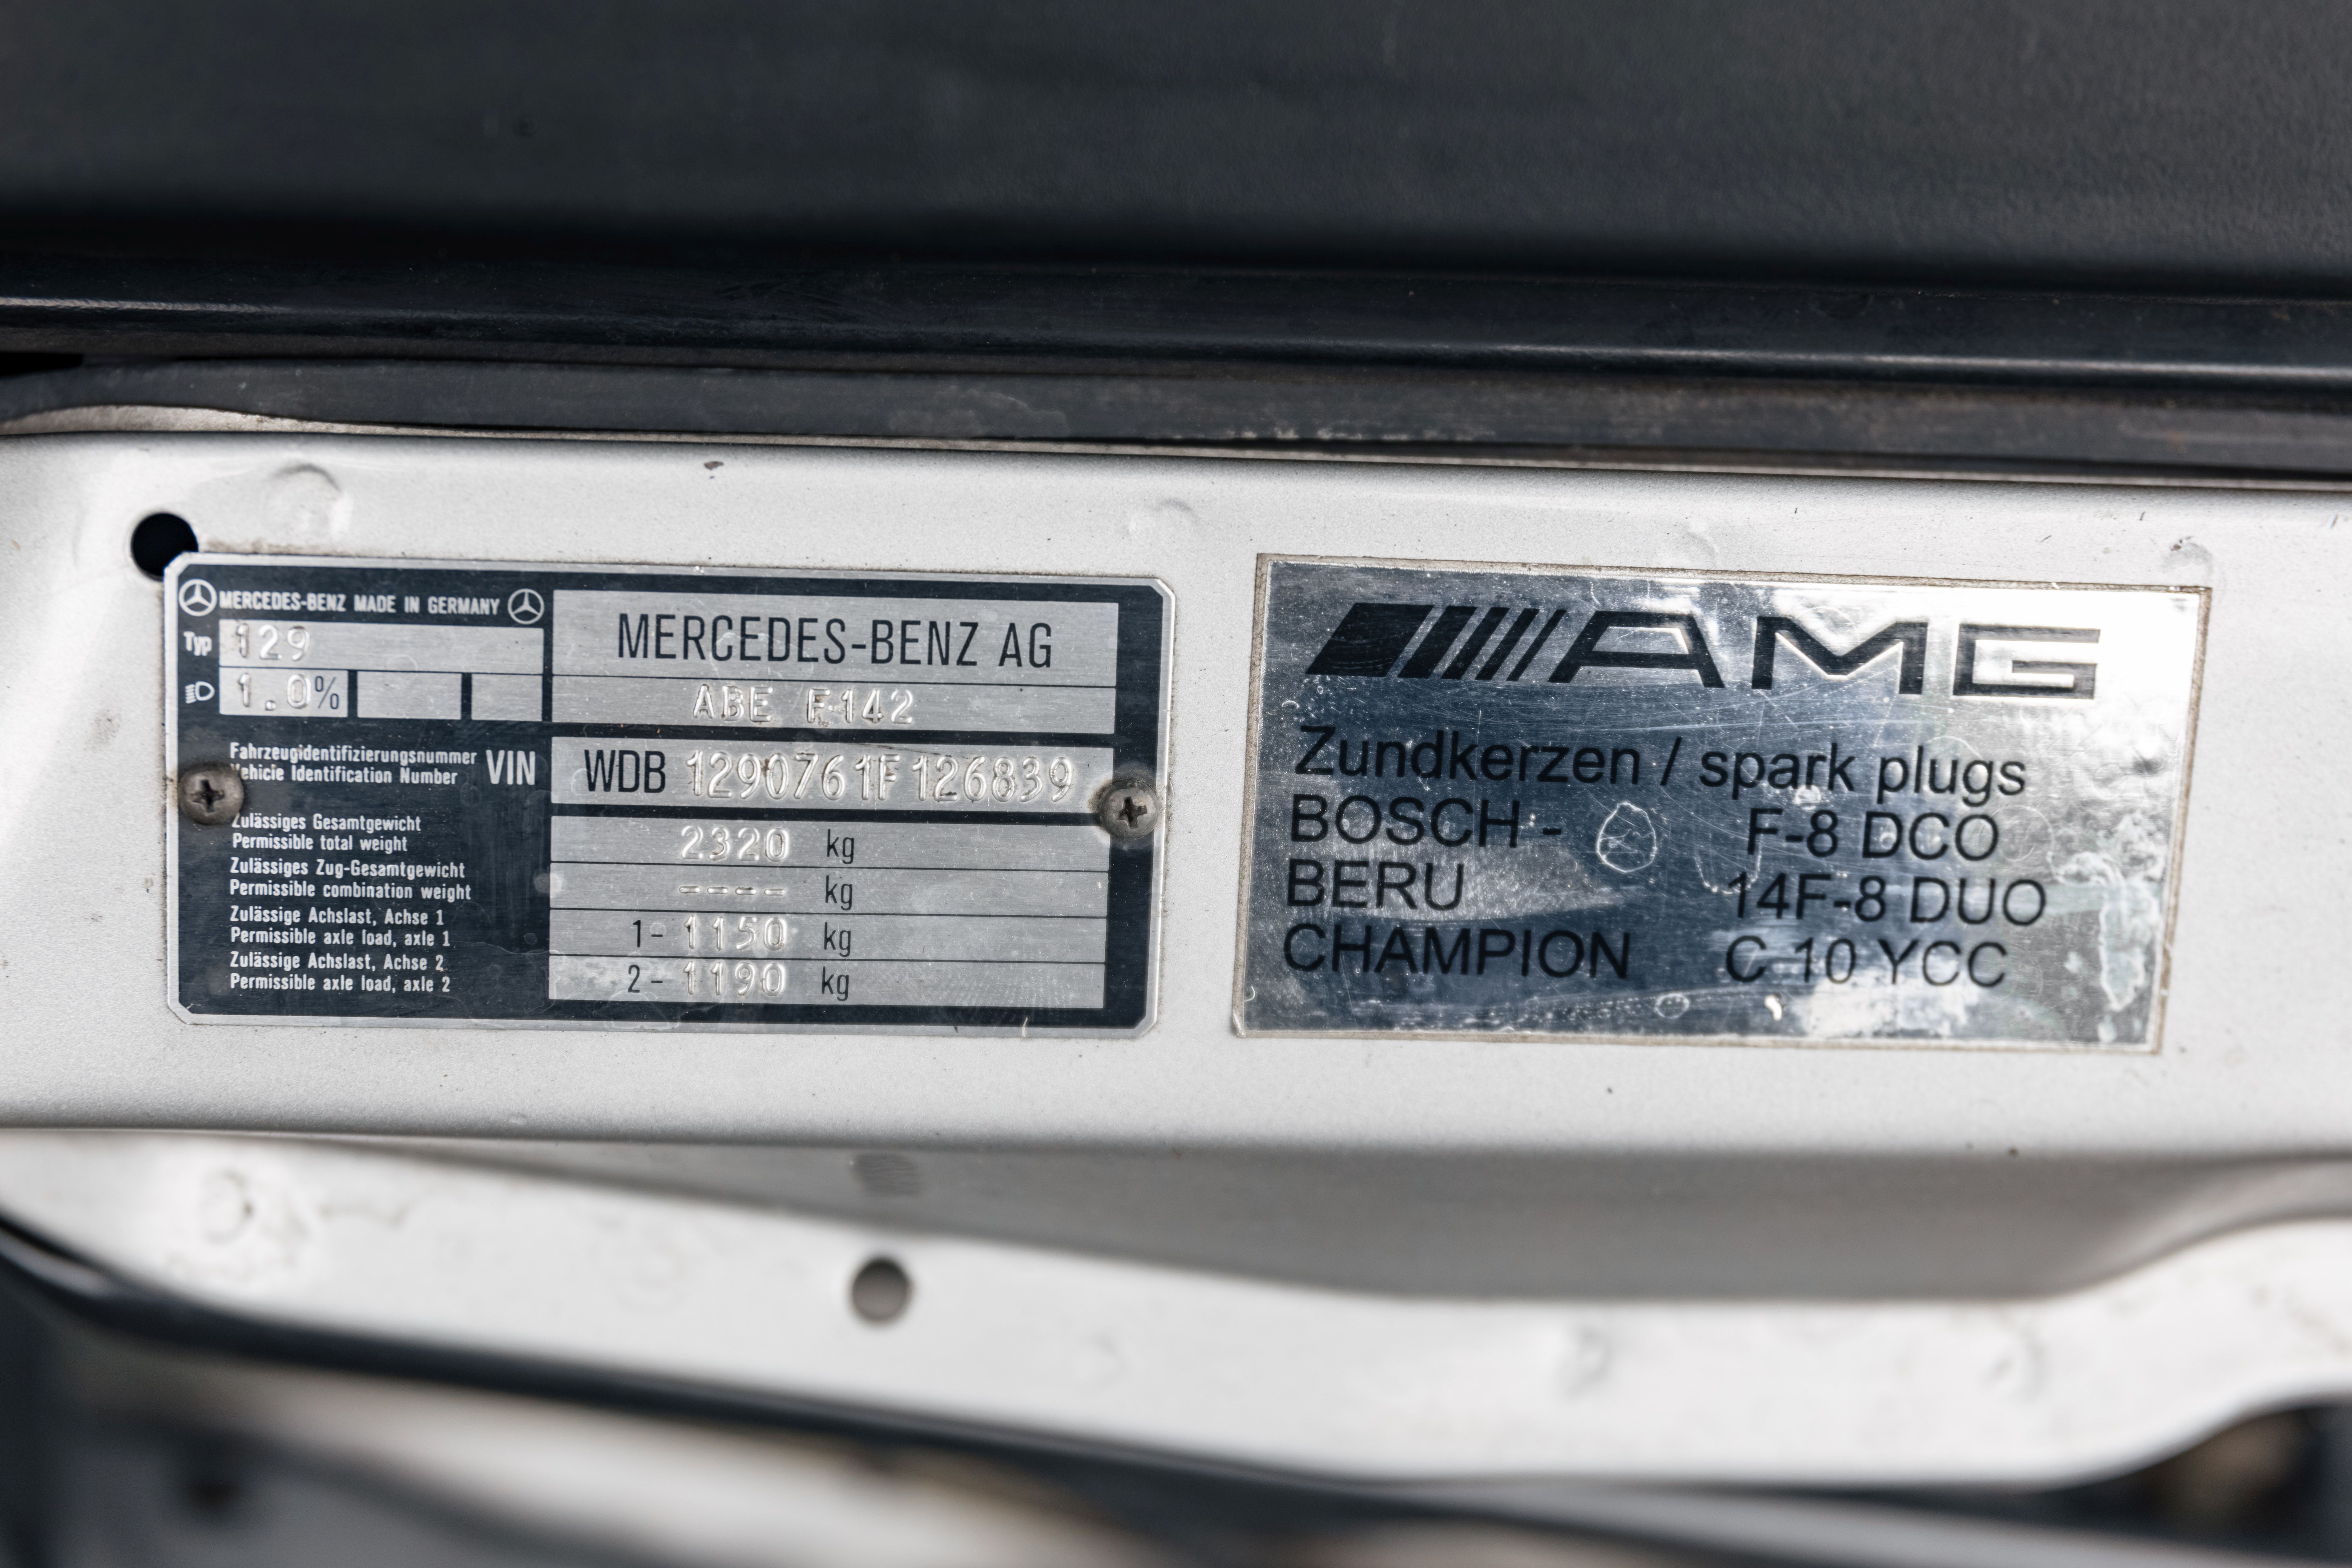 MERCEDES-BENZ MADE IN GERMANY
Typ 129
1.0%
MERCEDES-BENZ AG
ABE F-142
Fahrzeugidentifizierungsnummer
Vehicle Identification Number
VIN
WDB 1290761F126839
Zulässiges Gesamtgewicht
Permissible total weight
2320 kg
Zulässiges Zug-Gesamtgewicht
Permissible combination weight
---- kg
Zulässige Achslast, Achse 1
Permissible axle load, axle 1
1- 1150 kg
Zulässige Achslast, Achse 2
Permissible axle load, axle 2
2- 1190 kg
AMG
Zundkerzen / spark plugs
BOSCH - F-8 DCO
BERU 14F-8 DUO
CHAMPION C 10 YCC